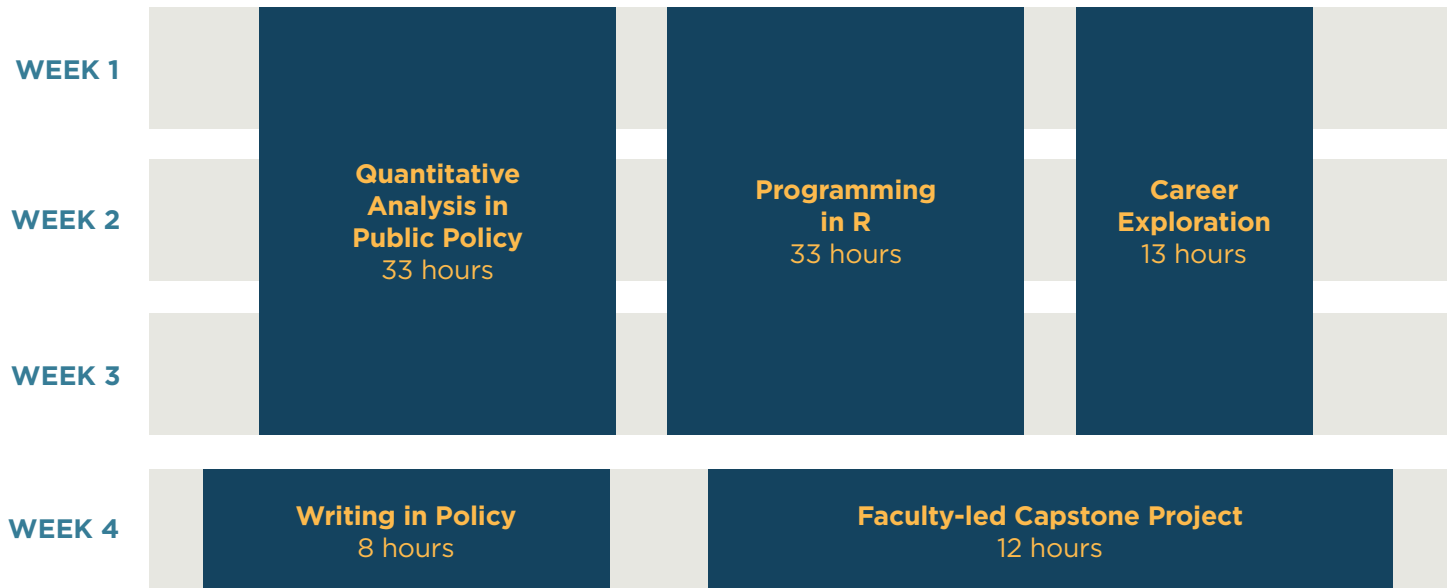 WEEK 1
WEEK 2
WEEK 3
Quantitative
Analysis in
Public Policy
33 hours
Programming
in R
33 hours
Career
Exploration
13 hours
WEEK 4
Writing in Policy
8 hours
Faculty-led Capstone Project
12 hours